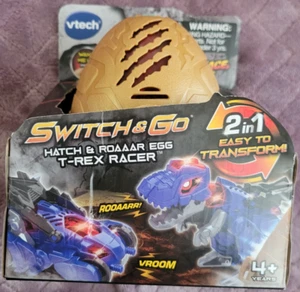 vtech
WARNING:
SWITCH & GO
HATCH & ROAAAR EGG
T-REX RACER
2 in 1
EASY TO
TRANSFORM!
ROOAARR!
VROOM
4+
YEARS